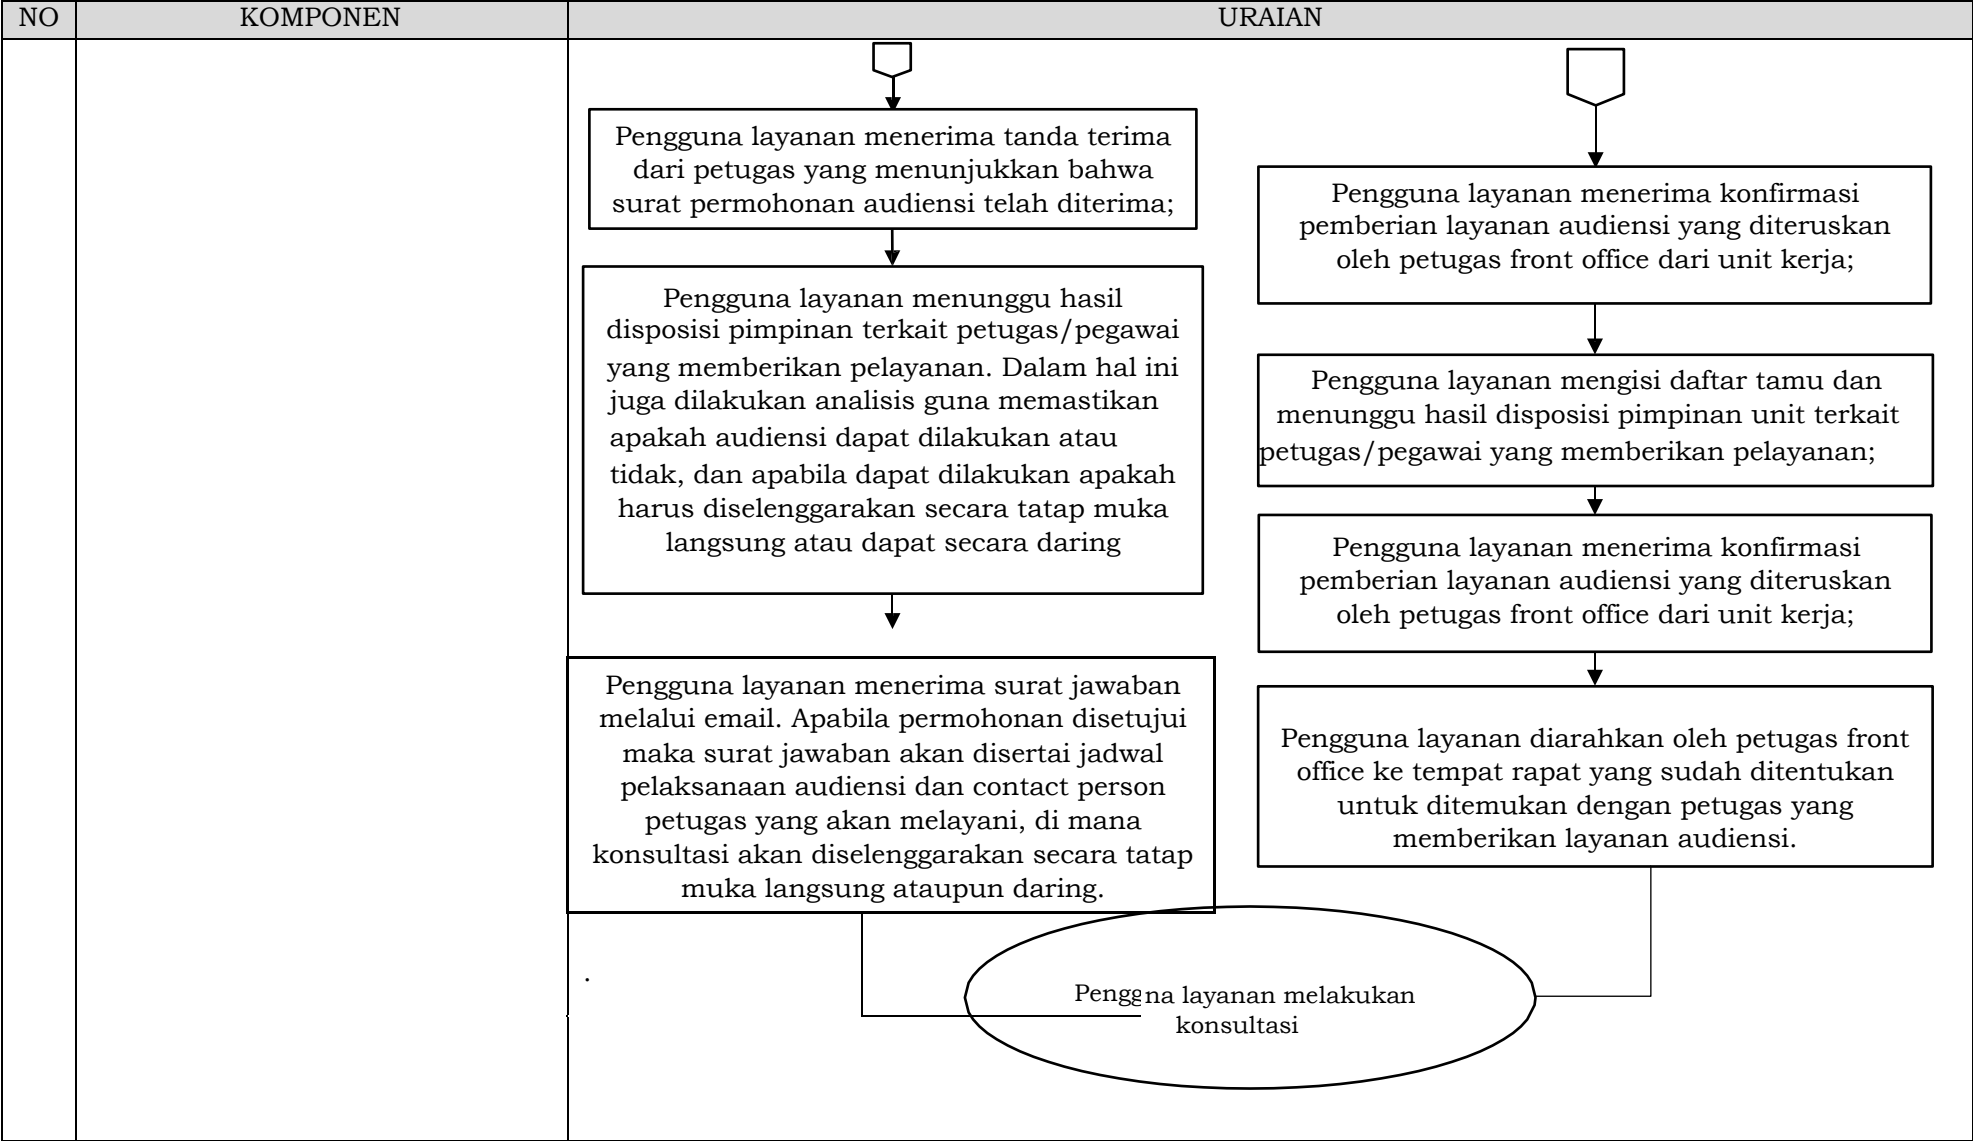 NO
KOMPONEN
URAIAN
Pengguna layanan menerima tanda terima
dari petugas yang menunjukkan bahwa
surat permohonan audiensi telah diterima;
Pengguna layanan menunggu hasil
disposisi pimpinan terkait petugas/pegawai
yang memberikan pelayanan. Dalam hal ini
juga dilakukan analisis guna memastikan
apakah audiensi dapat dilakukan atau
tidak, dan apabila dapat dilakukan apakah
harus diselenggarakan secara tatap muka
langsung atau dapat secara daring
Pengguna layanan menerima surat jawaban
melalui email. Apabila permohonan disetujui
maka surat jawaban akan disertai jadwal
pelaksanaan audiensi dan contact person
petugas yang akan melayani, di mana
konsultasi akan diselenggarakan secara tatap
muka langsung ataupun daring.
.
Pengguna layanan menerima konfirmasi
pemberian layanan audiensi yang diteruskan
oleh petugas front office dari unit kerja;
Pengguna layanan mengisi daftar tamu dan
menunggu hasil disposisi pimpinan unit terkait
petugas/pegawai yang memberikan pelayanan;
Pengguna layanan menerima konfirmasi
pemberian layanan audiensi yang diteruskan
oleh petugas front office dari unit kerja;
Pengguna layanan diarahkan oleh petugas front
office ke tempat rapat yang sudah ditentukan
untuk ditemukan dengan petugas yang
memberikan layanan audiensi.
Pengg na layanan melakukan
konsultasi